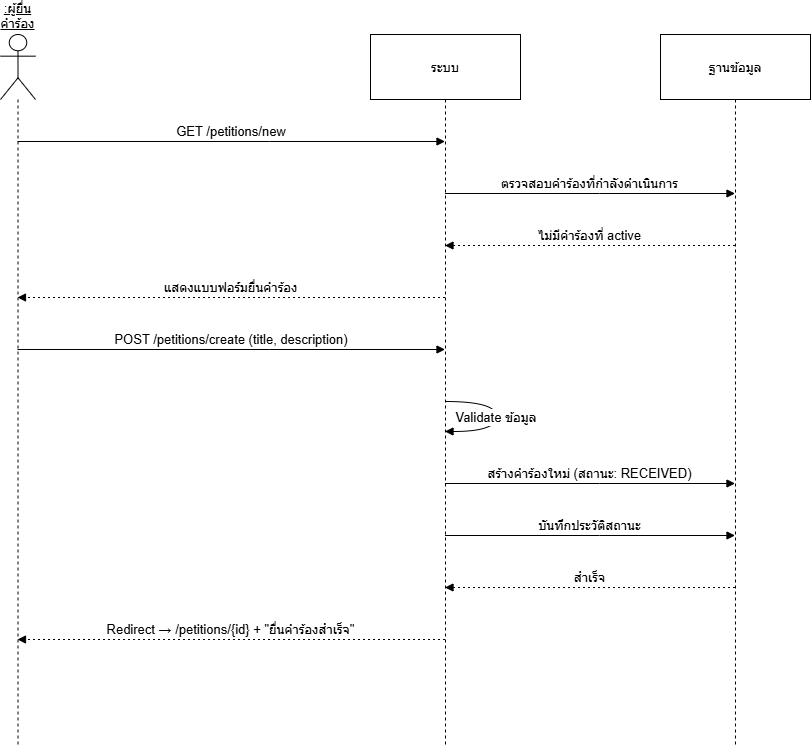 :ผู้ยื่น
คำร้อง
ระบบ
ฐานข้อมูล
GET /petitions/new
ตรวจสอบคำร้องที่กำลังดำเนินการ
ไม่มีคำร้องที่ active
แสดงแบบฟอร์มยื่นคำร้อง
POST /petitions/create (title, description)
Validate ข้อมูล
สร้างคำร้องใหม่ (สถานะ: RECEIVED)
บันทึกประวัติสถานะ
สำเร็จ
Redirect → /petitions/{id} + "ยื่นคำร้องสำเร็จ"